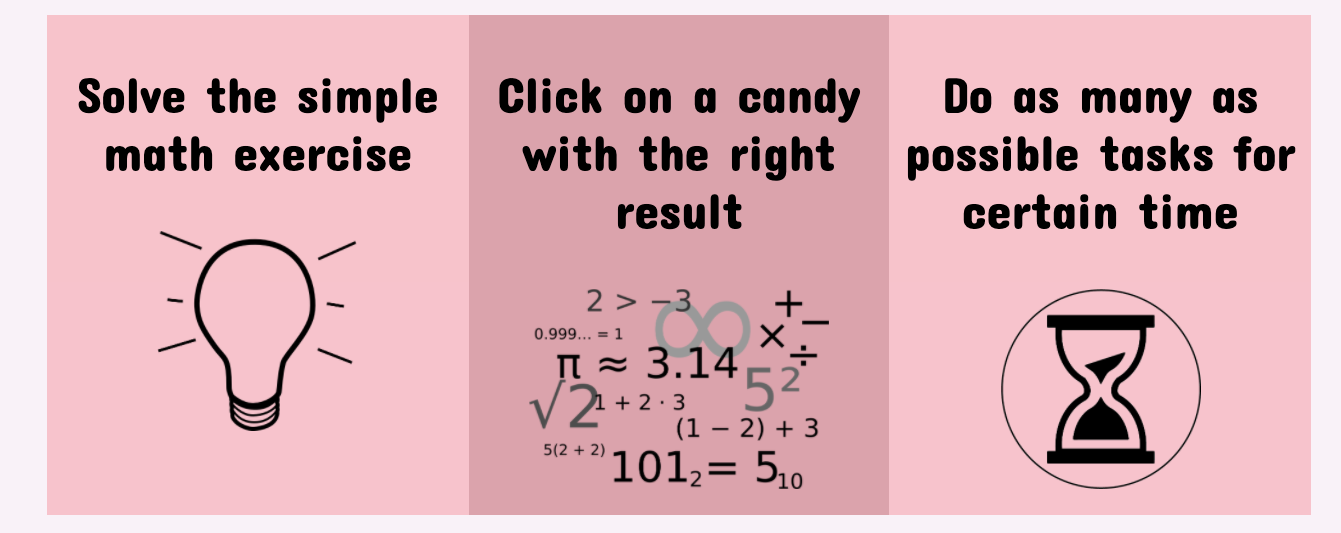 Solve the simple
math exercise
Click on a candy
with the right
result
Do as many as
possible tasks for
certain time
2 > −3
∞
+
−
×
÷
0.999... = 1
π ≈ 3.14
5²
√2
1 + 2 · 3
(1 − 2) + 3
5(2 + 2)
101₂ = 5₁₀